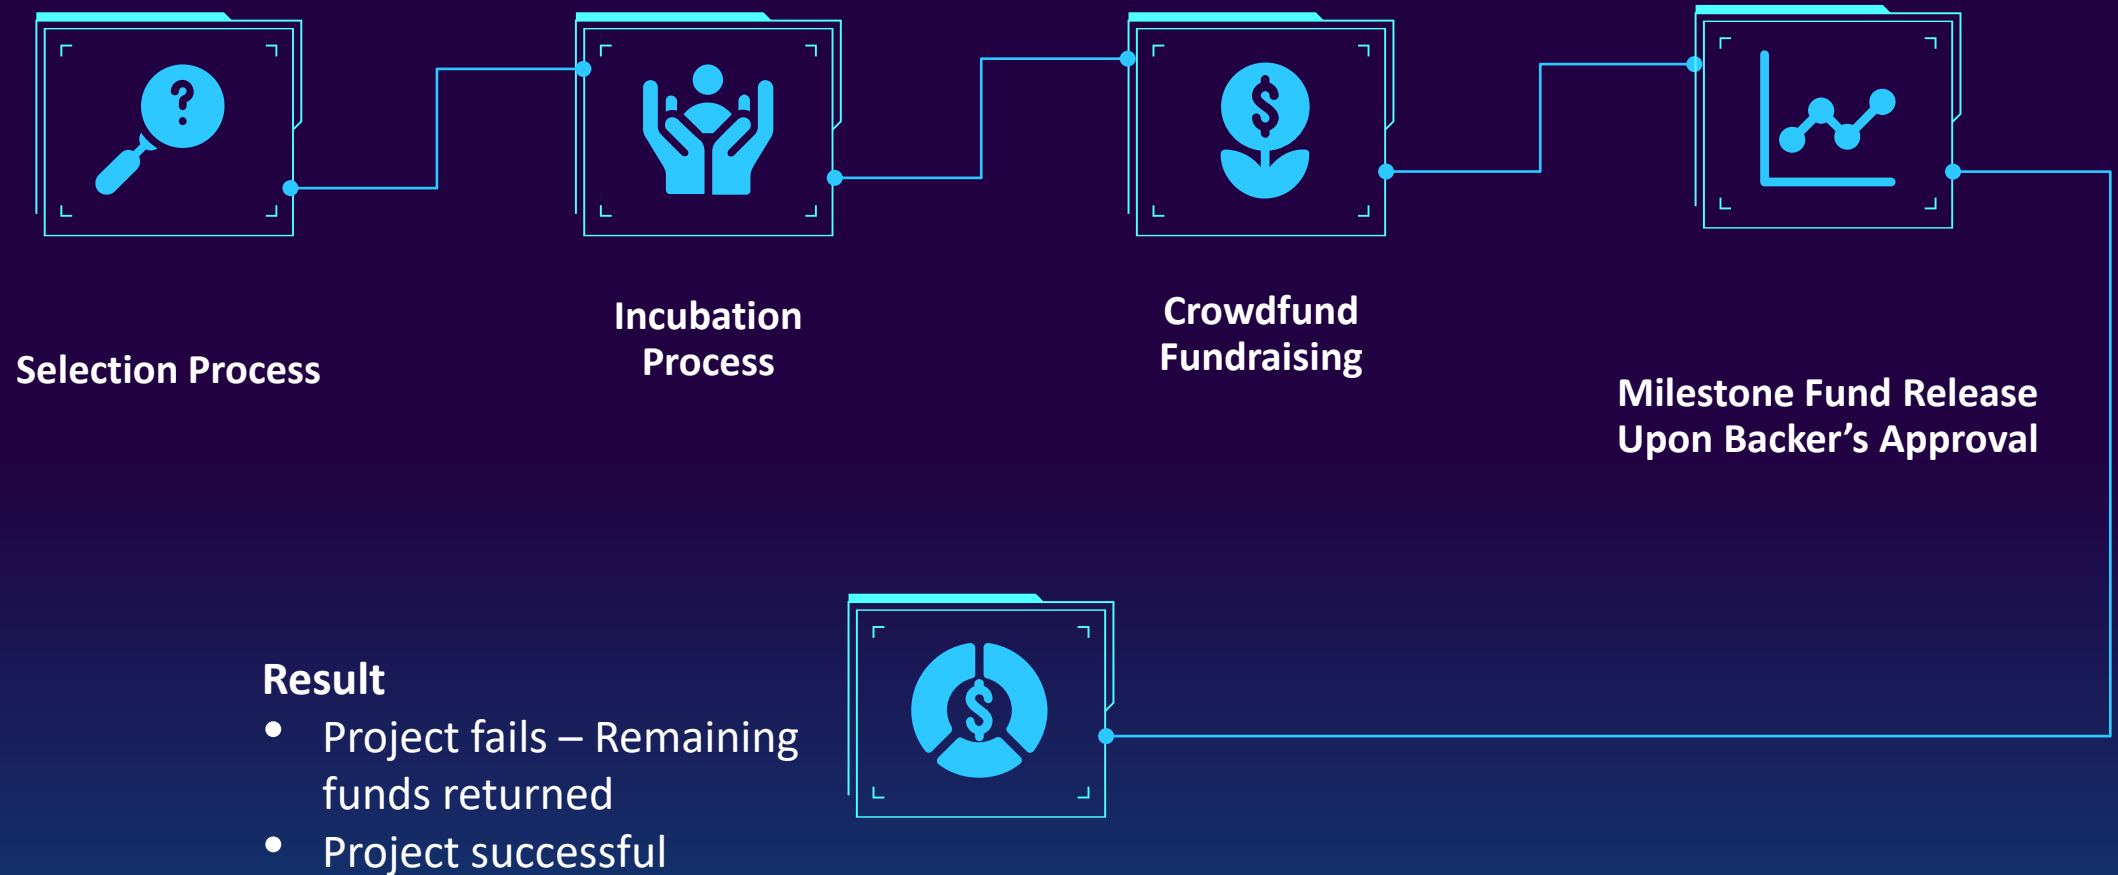 Selection Process
Incubation
Process
Crowdfund
Fundraising
Milestone Fund Release
Upon Backer’s Approval
Result
• Project fails – Remaining
funds returned
• Project successful